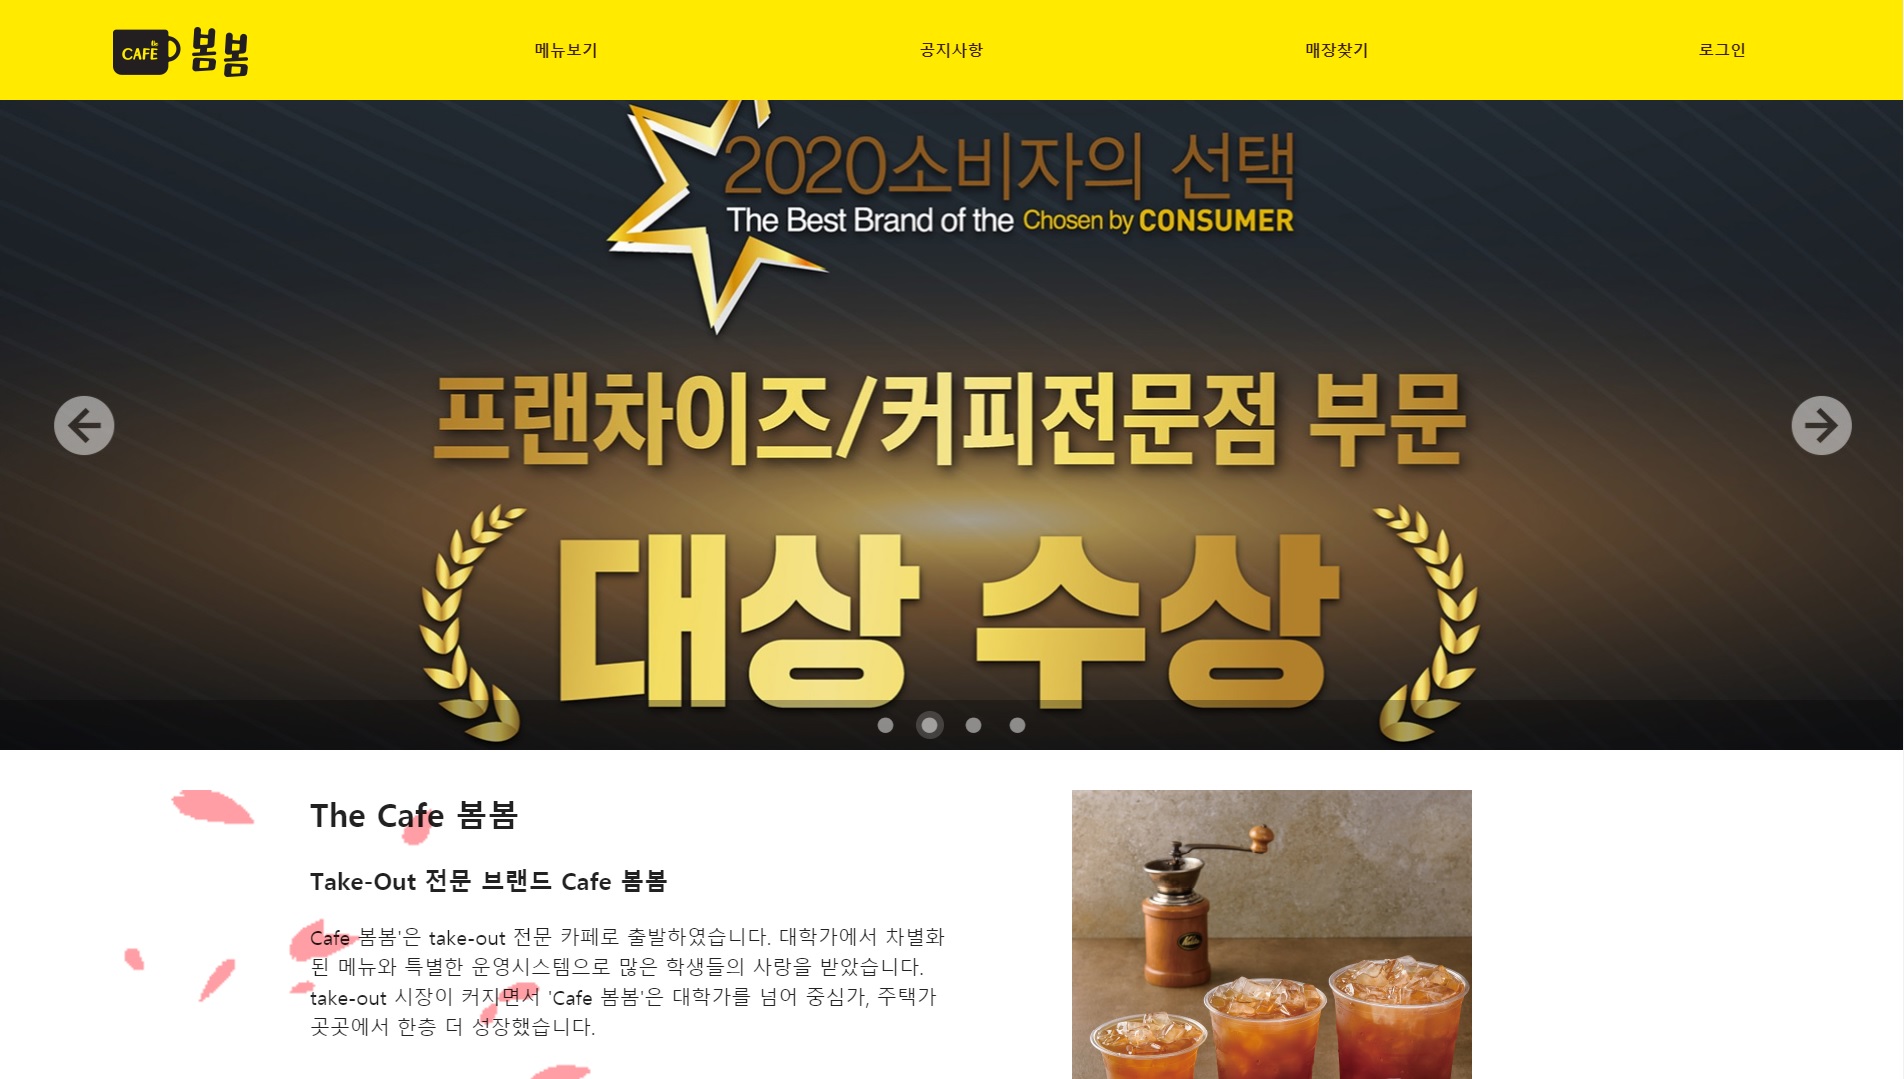 CAFE 봄봄
메뉴보기
공지사항
매장찾기
로그인
2020소비자의 선택
The Best Brand of the Chosen by CONSUMER
프랜차이즈/커피전문점 부문
대상 수상
The Cafe 봄봄
Take-Out 전문 브랜드 Cafe 봄봄
Cafe 봄봄'은 take-out 전문 카페로 출발하였습니다. 대학가에서 차별화
된 메뉴와 특별한 운영시스템으로 많은 학생들의 사랑을 받았습니다.
take-out 시장이 커지면서 'Cafe 봄봄'은 대학가를 넘어 중심가, 주택가
곳곳에서 한층 더 성장했습니다.